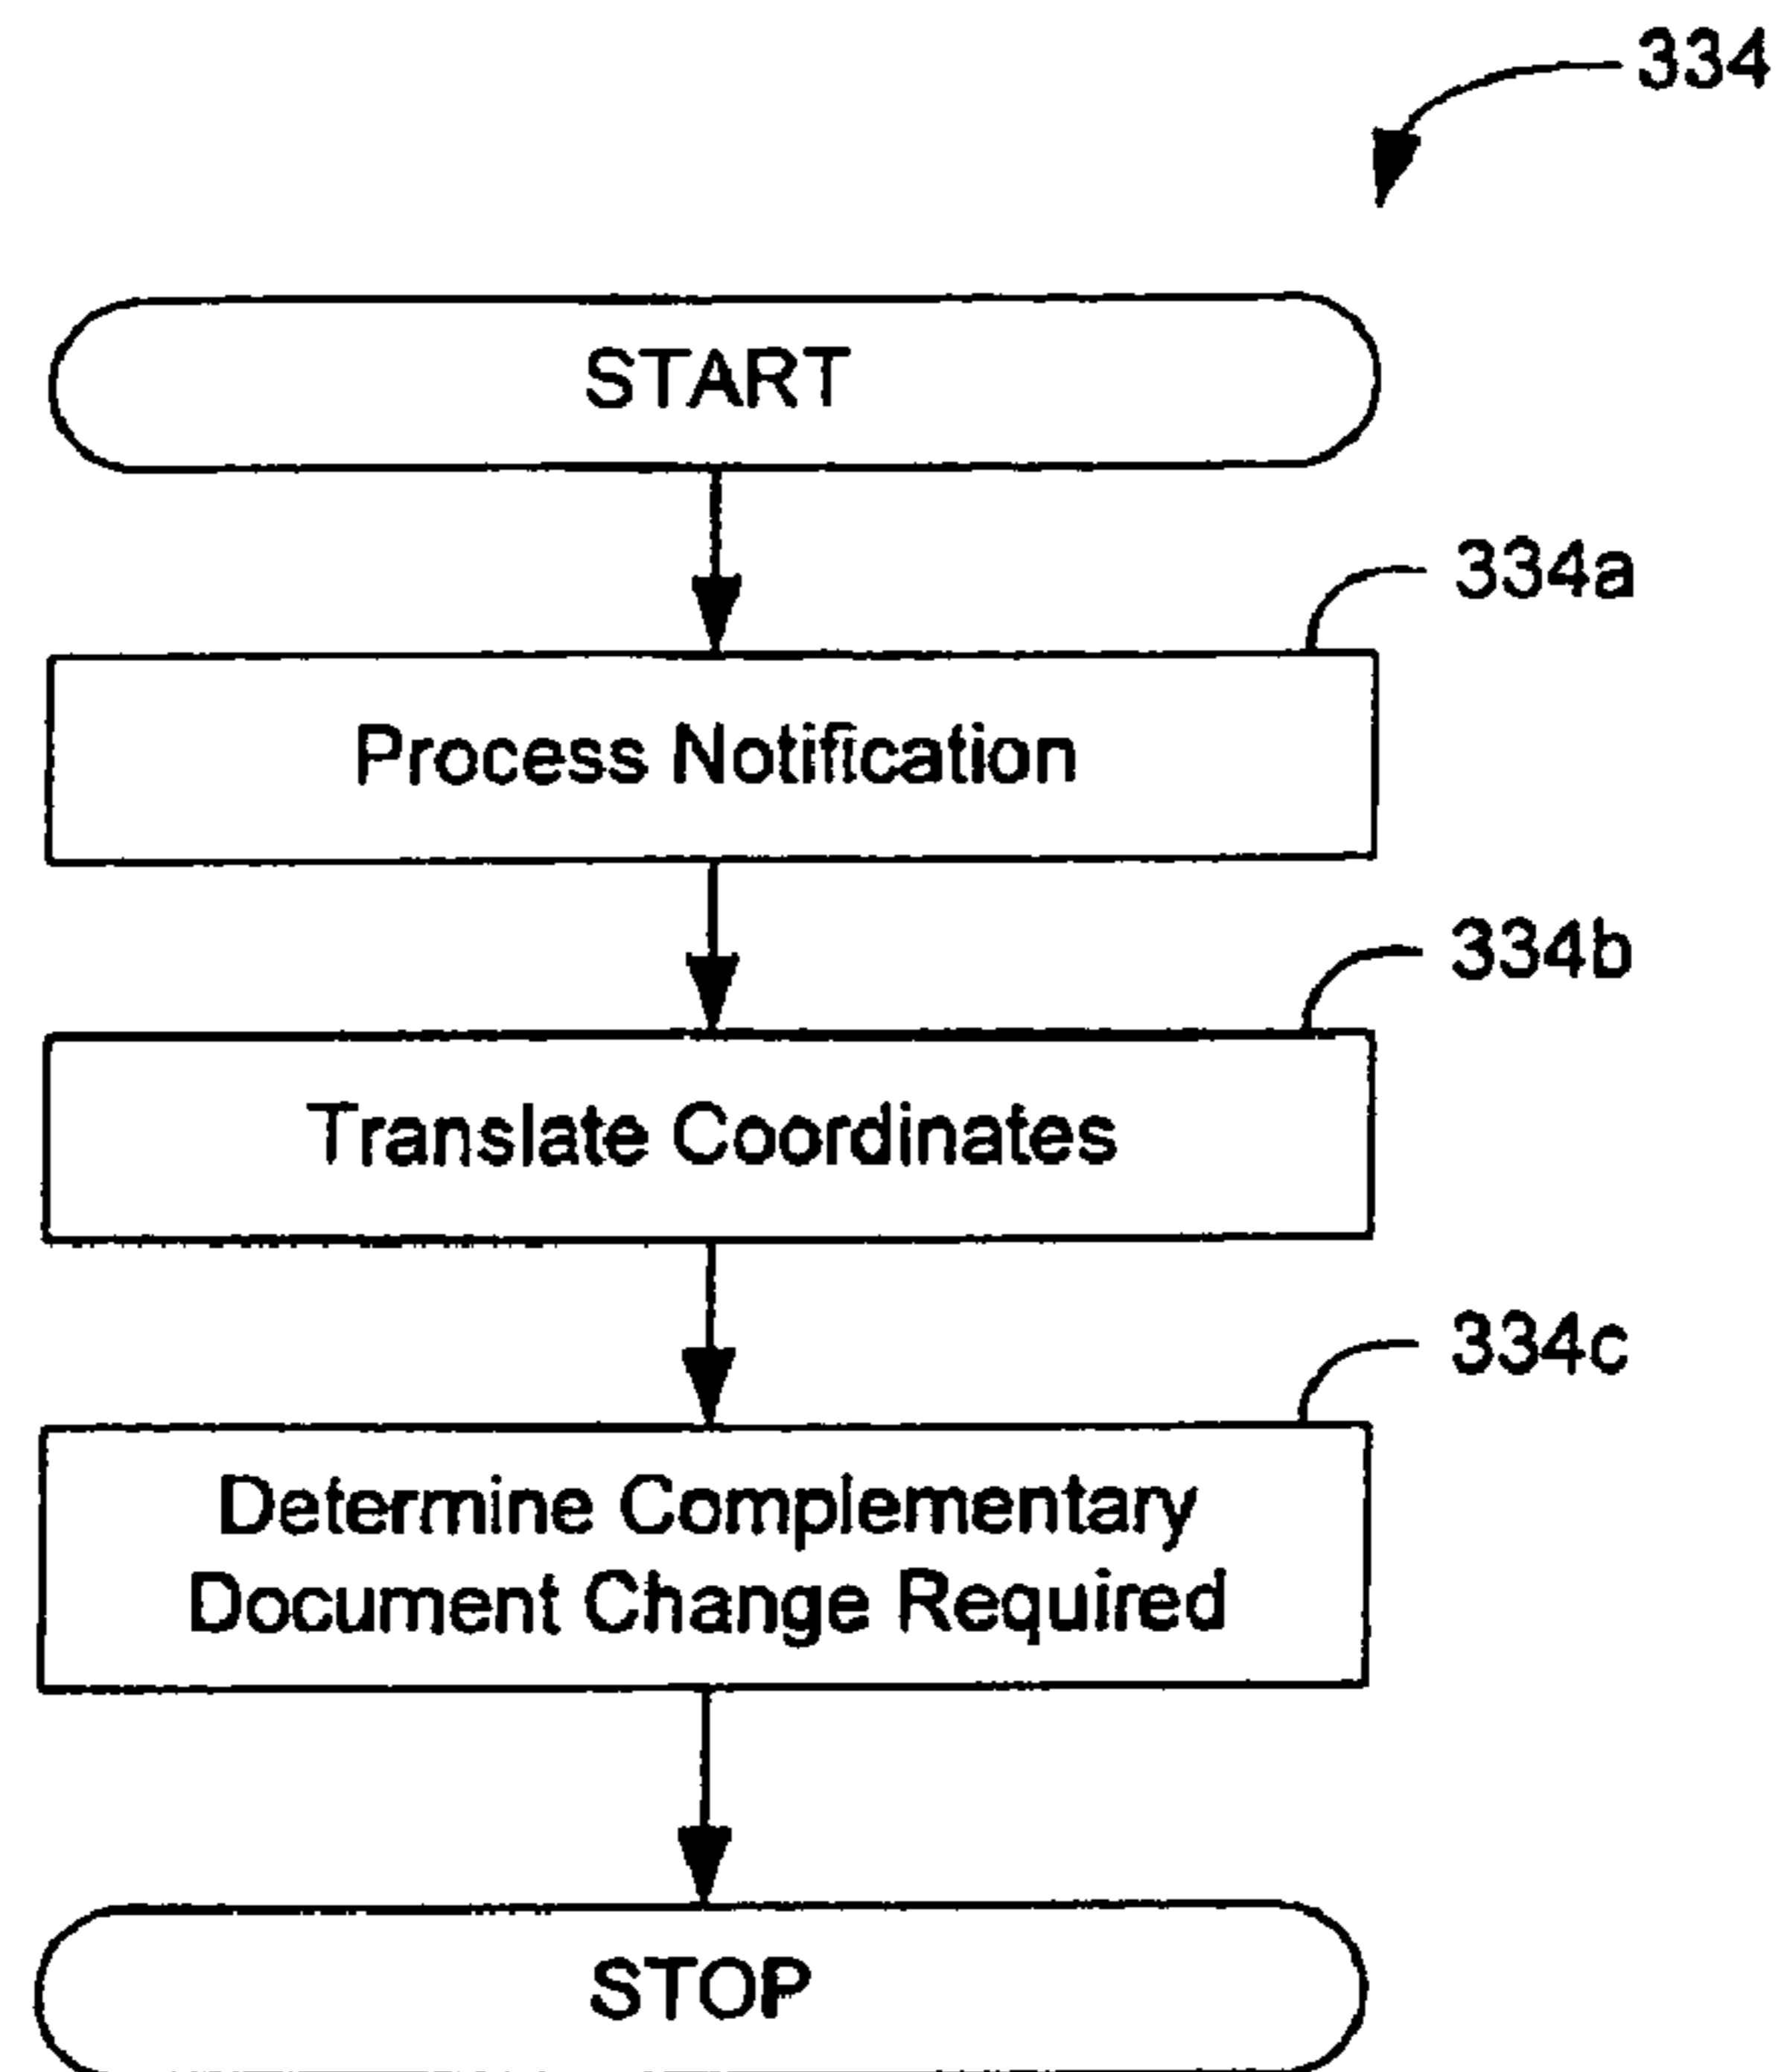 334
START
334a
Process Notification
334b
Translate Coordinates
334c
Determine Complementary
Document Change Required
STOP